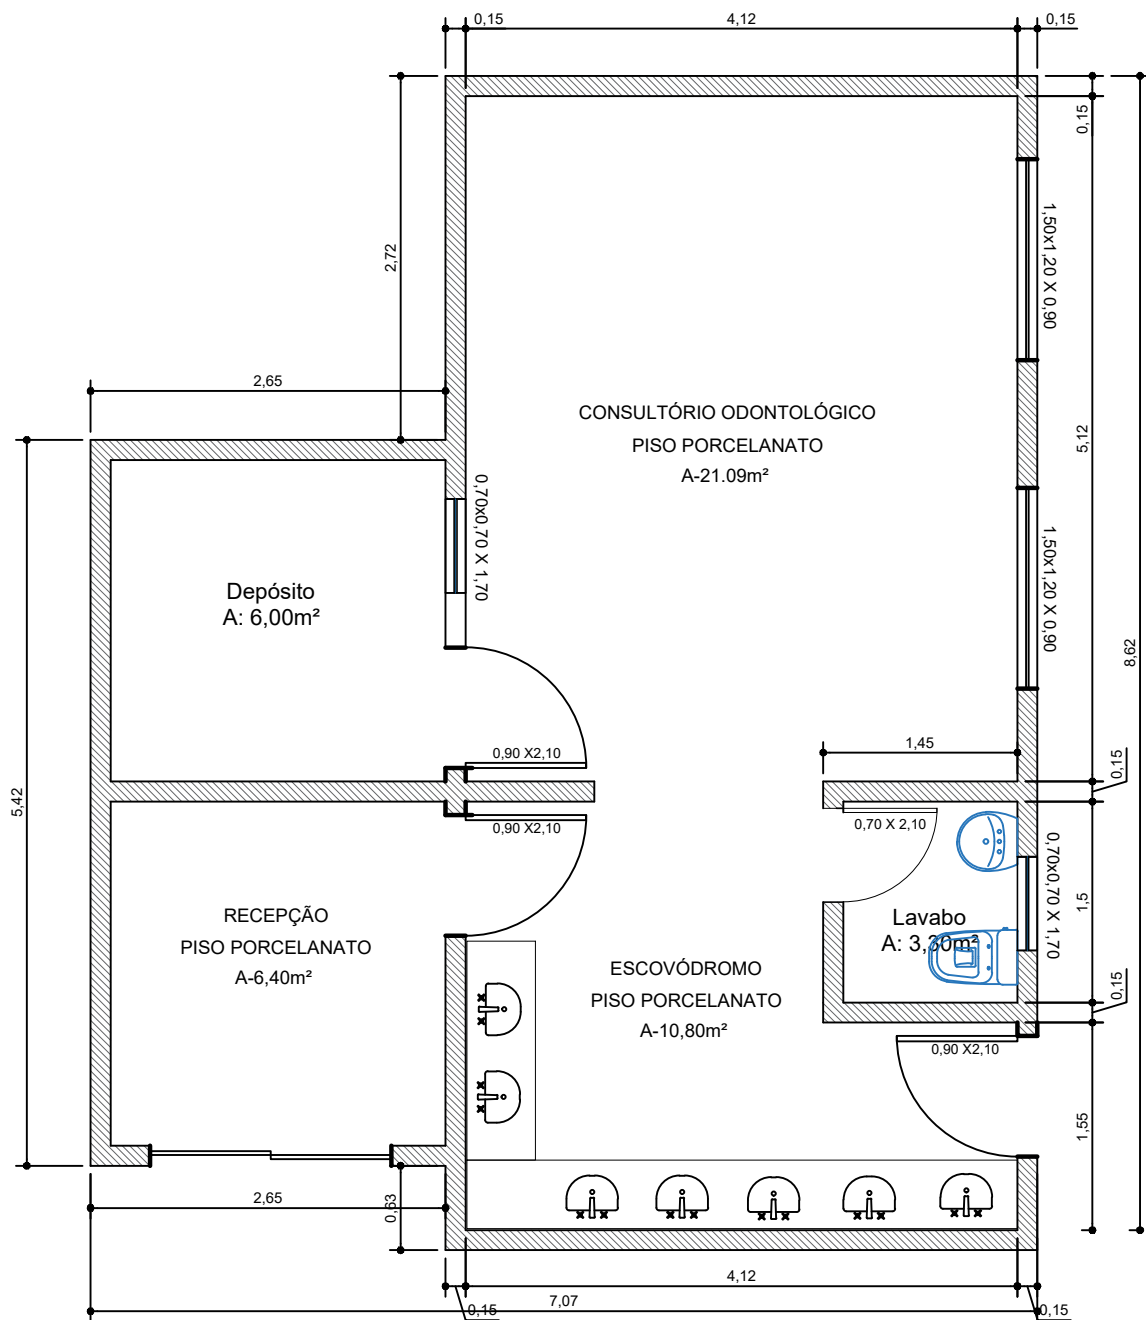 0,15
4,12
0,15
0,15
2,72
1,50x1,20 X 0,90
2,65
CONSULTÓRIO ODONTOLÓGICO
PISO PORCELANATO
A-21.09m²
5,12
0,70x0,70 X 1,70
Depósito
A: 6,00m²
1,50x1,20 X 0,90
8,62
0,90 X2,10
1,45
0,15
5,42
0,90 X2,10
0,70 X 2,10
0,70x0,70 X 1,70
1,5
RECEPÇÃO
PISO PORCELANATO
A-6,40m²
Lavabo
A: 3,30m²
ESCOVÓDROMO
PISO PORCELANATO
A-10,80m²
0,15
0,90 X2,10
1,55
2,65
0,63
4,12
7,07
0,15
0,15